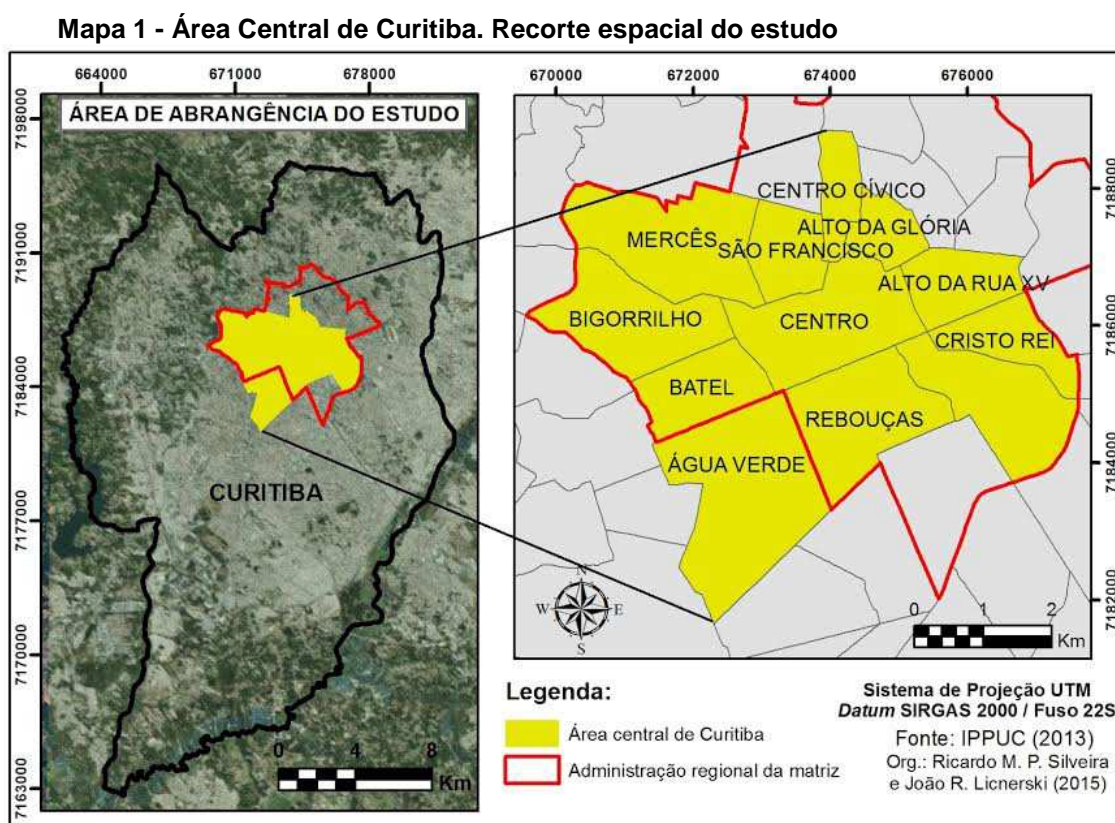 Mapa 1 - Área Central de Curitiba. Recorte espacial do estudo
664000 671000 678000
7198000
7191000
7184000
7177000
7170000
7163000
ÁREA DE ABRANGÊNCIA DO ESTUDO
CURITIBA
0 4 8
Km
670000 672000 674000 676000
7188000
7186000
7184000
7182000
CENTRO CÍVICO
ALTO DA GLÓRIA
MERCÊS
SÃO FRANCISCO
ALTO DA RUA XV
BIGORRILHO
CENTRO
CRISTO REI
BATEL
REBOUÇAS
ÁGUA VERDE
N
W E
S
0 1 2
Km
Legenda:
Área central de Curitiba
Administração regional da matriz
Sistema de Projeção UTM
Datum SIRGAS 2000 / Fuso 22S
Fonte: IPPUC (2013)
Org.: Ricardo M. P. Silveira
e João R. Licnerski (2015)